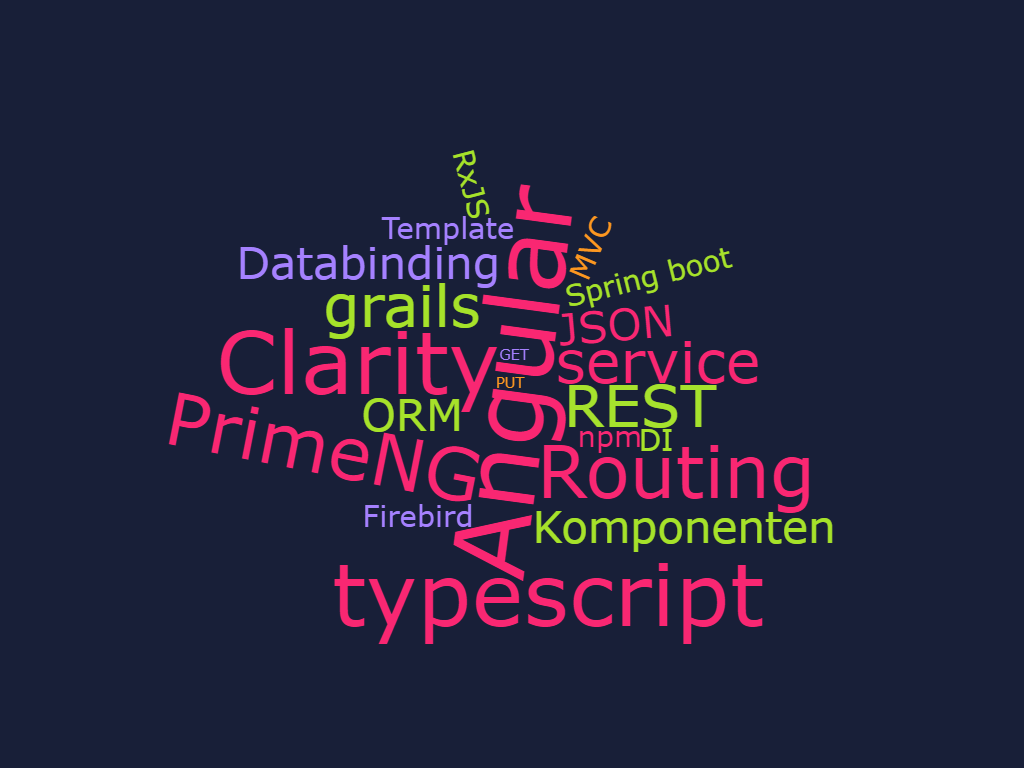 RxJS
Template
MVC
Databinding
Spring boot
grails
JSON
Angular
Clarity
GET
service
PUT
ORM
REST
PrimeNG
npm
DI
Routing
Firebird
Komponenten
typescript